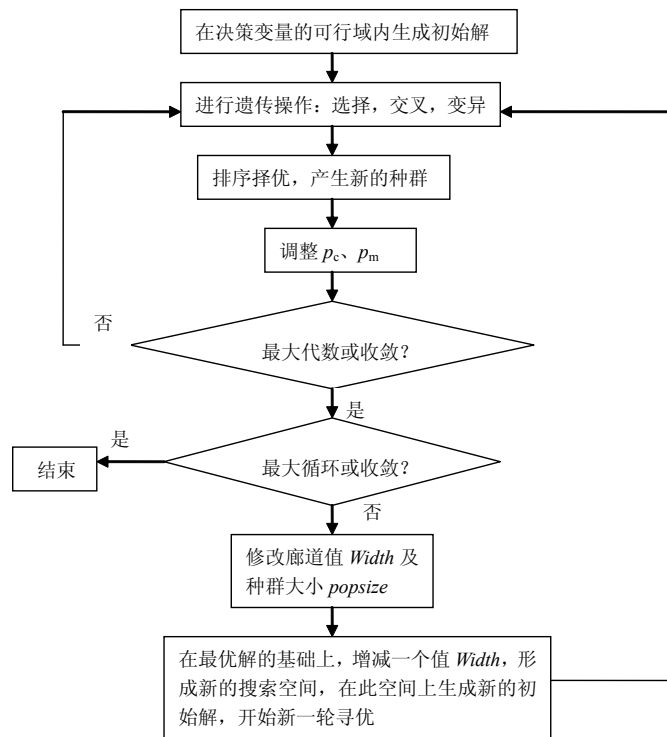 在决策变量的可行域内生成初始解
进行遗传操作：选择，交叉，变异
排序择优，产生新的种群
调整 pc、pm
否
最大代数或收敛？
是
是
最大循环或收敛？
结束
否
修改廊道值 Width 及
种群大小 popsize
在最优解的基础上，增减一个值 Width，形
成新的搜索空间，在此空间上生成新的初
始解，开始新一轮寻优